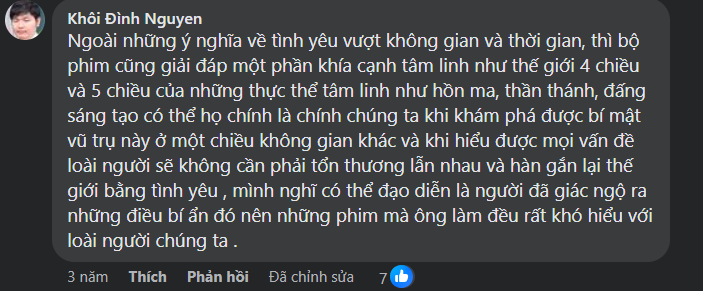 Khôi Đình Nguyen
Ngoài những ý nghĩa về tình yêu vượt không gian và thời gian, thì bộ
phim cũng giải đáp một phần khía cạnh tâm linh như thế giới 4 chiều
và 5 chiều của những thực thể tâm linh như hồn ma, thần thánh, đấng
sáng tạo có thể họ chính là chính chúng ta khi khám phá được bí mật
vũ trụ này ở một chiều không gian khác và khi hiểu được mọi vấn đề
loài người sẽ không cần phải tổn thương lẫn nhau và hàn gắn lại thế
giới bằng tình yêu , mình nghĩ có thể đạo diễn là người đã giác ngộ ra
những điều bí ẩn đó nên những phim mà ông làm đều rất khó hiểu với
loài người chúng ta .
3 năm Thích Phản hồi Đã chỉnh sửa 7